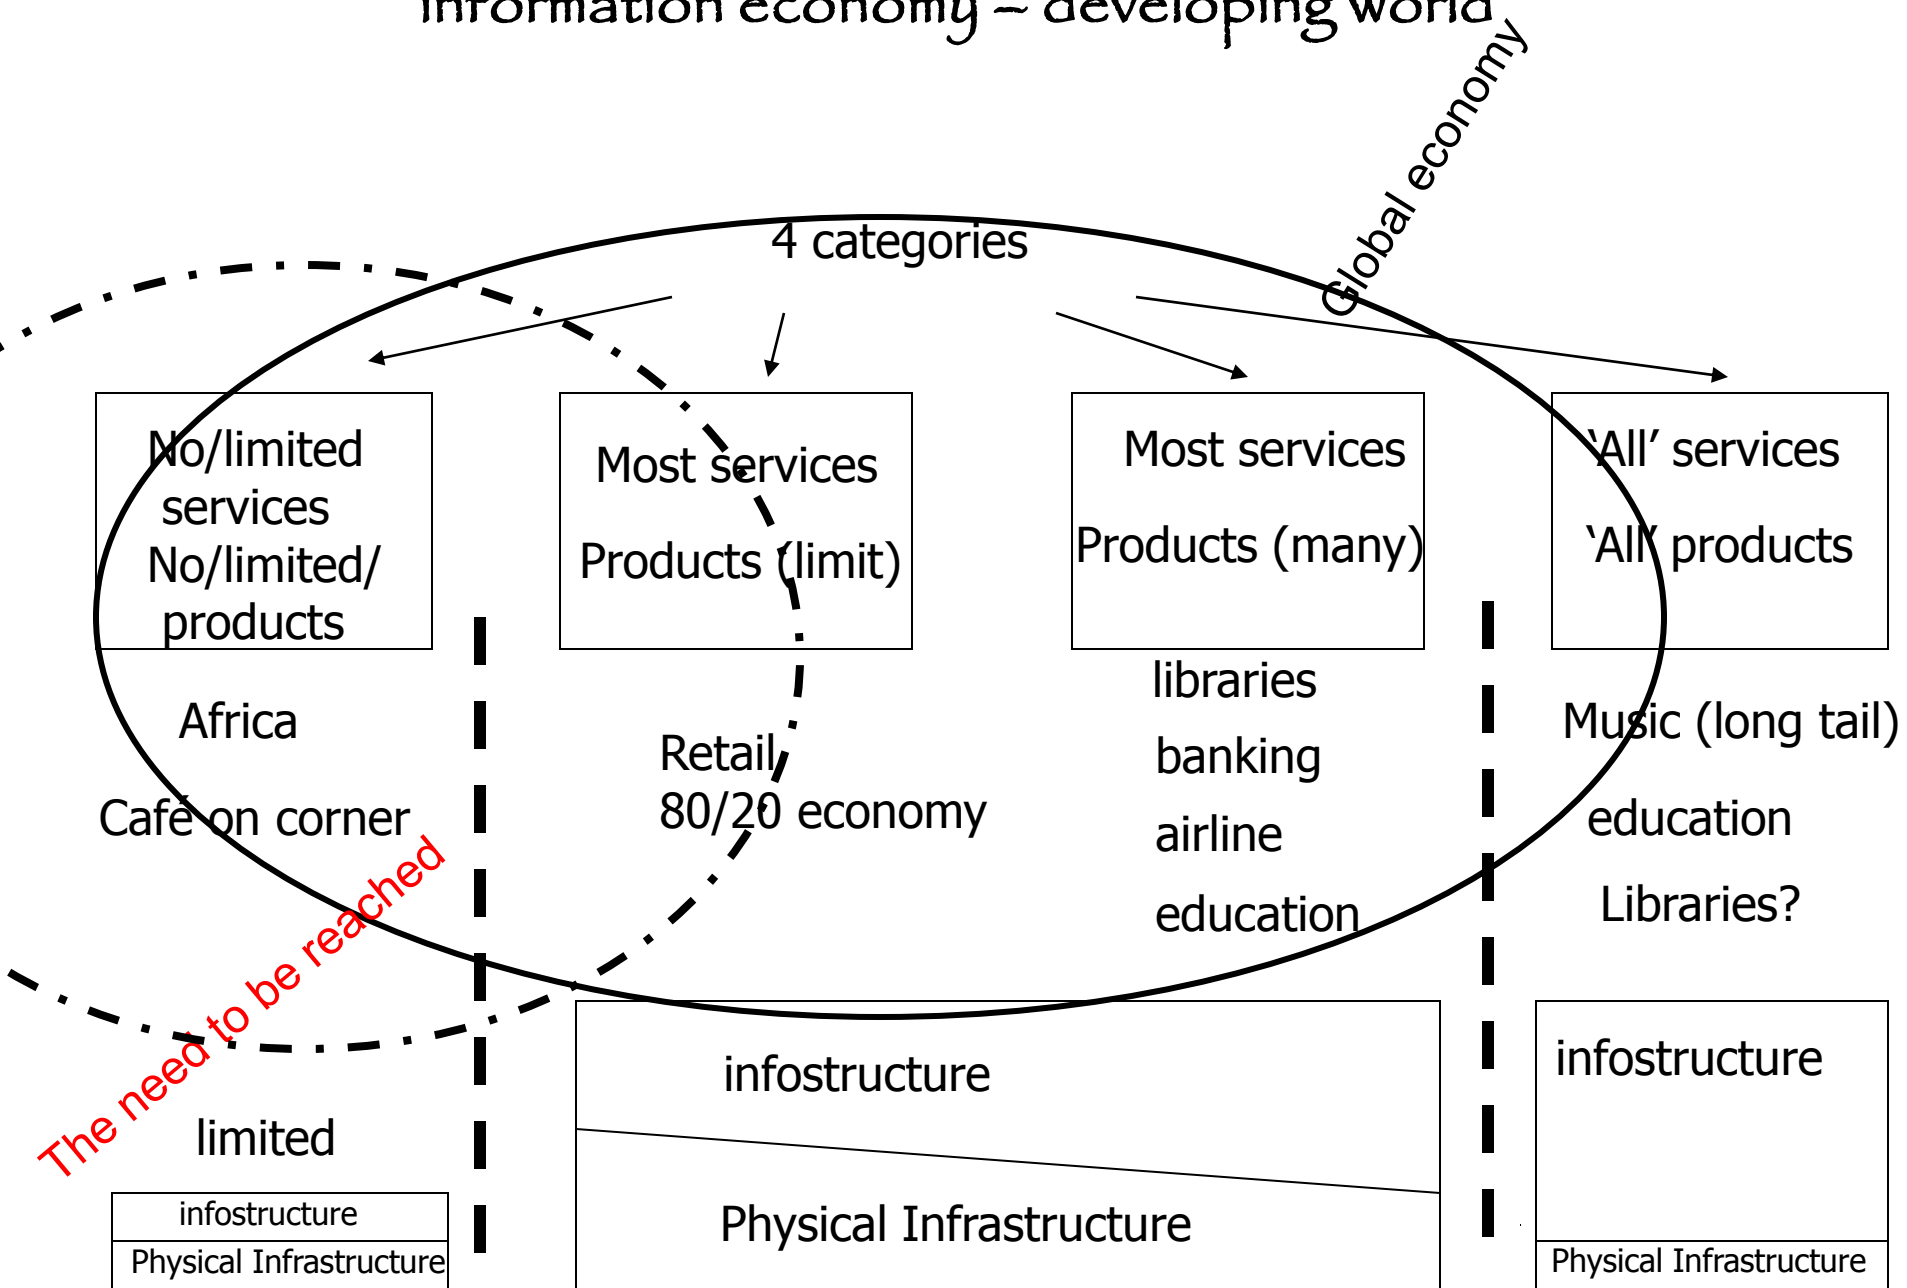 information economy – developing world
Global economy
4 categories
No/limited
services
No/limited/
products
Most services
Products (limit)
Most services
Products (many)
‘All’ services
‘All’ products
Africa
Café on corner
Retail
80/20 economy
libraries
banking
airline
education
Music (long tail)
education
Libraries?
The need to be reached
limited
infostructure
Physical Infrastructure
infostructure
Physical Infrastructure
infostructure
Physical Infrastructure